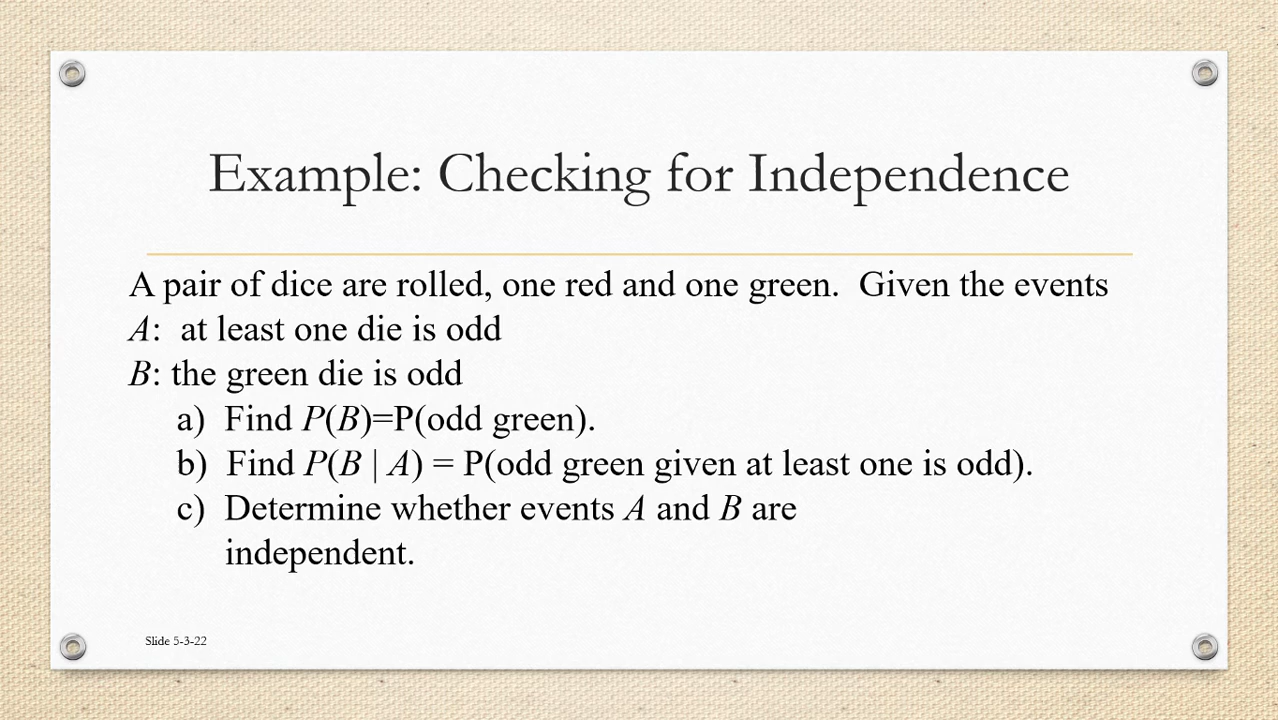 Example: Checking for Independence
A pair of dice are rolled, one red and one green.  Given the events
A:  at least one die is odd
B: the green die is odd
a)  Find P(B)=P(odd green).
b)  Find P(B | A) = P(odd green given at least one is odd).
c)  Determine whether events A and B are
independent.
Slide 5-3-22